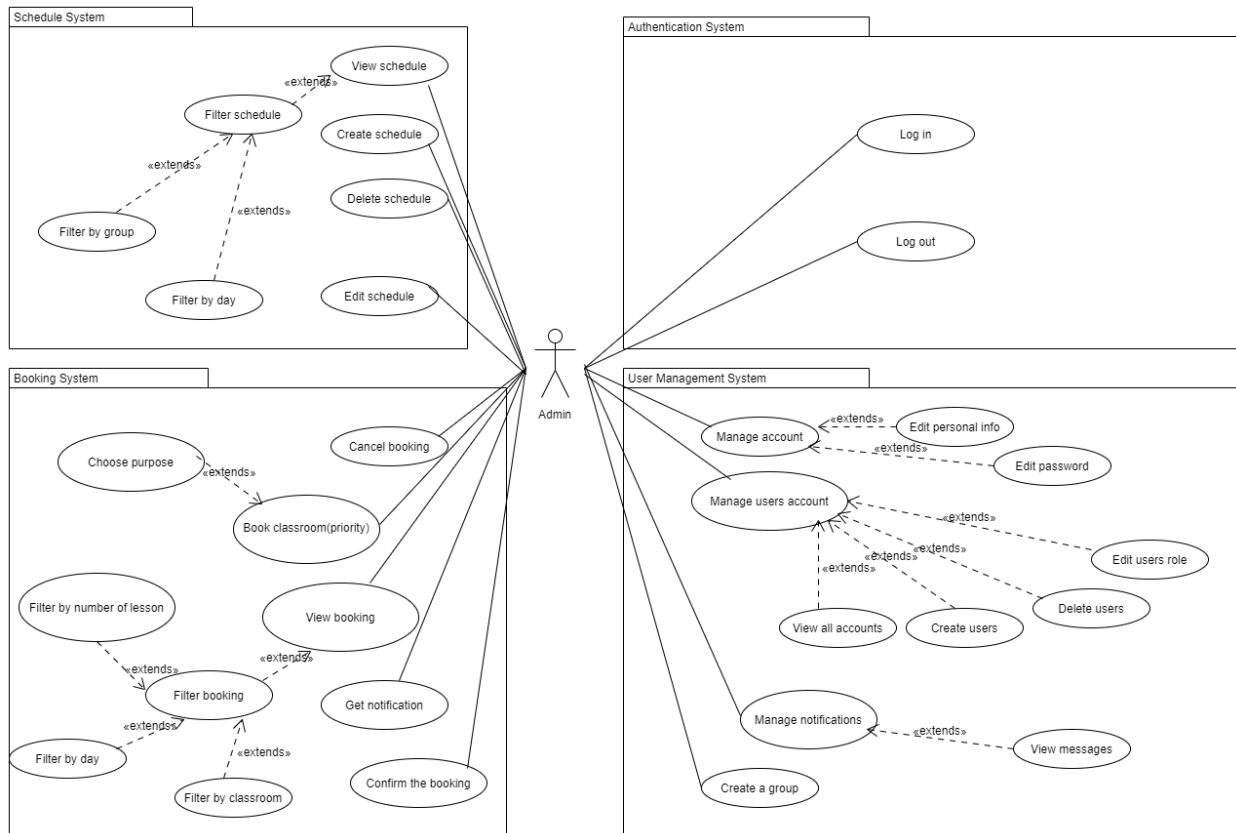 Schedule System
View schedule
«extends»
Filter schedule
Create schedule
«extends»
Delete schedule
«extends»
Filter by group
Edit schedule
Filter by day
Authentication System
Log in
Log out
Admin
Booking System
Cancel booking
Choose purpose
«extends»
Book classroom(priority)
Filter by number of lesson
View booking
«extends»
«extends»
Filter booking
Get notification
«extends»
«extends»
Filter by day
Confirm the booking
Filter by classroom
User Management System
«extends»
Edit personal info
Manage account
«extends»
Edit password
Manage users account
«extends»
«extends»
«extends»
Edit users role
«extends»
Delete users
View all accounts
Create users
Manage notifications
«extends»
View messages
Create a group